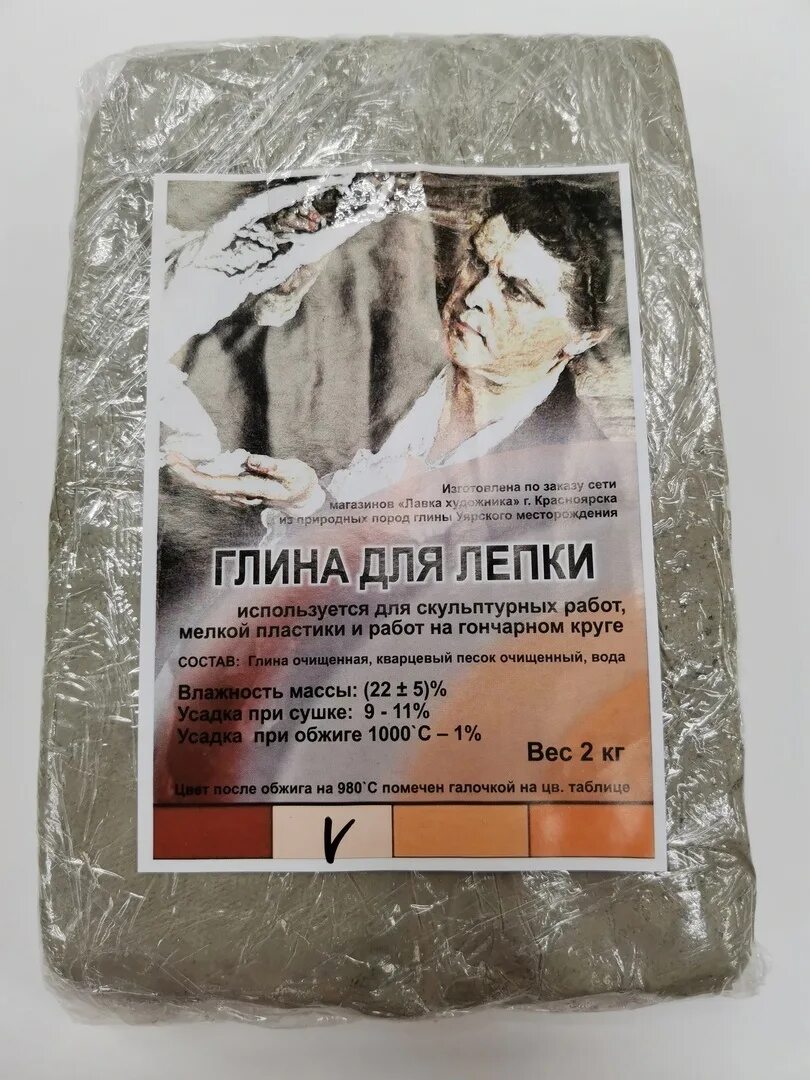 Изготовлена по заказу сети
магазинов «Лавка художника» г. Красноярска
из природных пород глины Уярского месторождения
ГЛИНА ДЛЯ ЛЕПКИ
используется для скульптурных работ,
мелкой пластики и работ на гончарном круге
СОСТАВ: Глина очищенная, кварцевый песок очищенный, вода
Влажность массы: (22 ± 5)%
Усадка при сушке: 9 - 11%
Усадка при обжиге 1000`С – 1%
Вес 2 кг
Цвет после обжига на 980`С помечен галочкой на цв. таблице